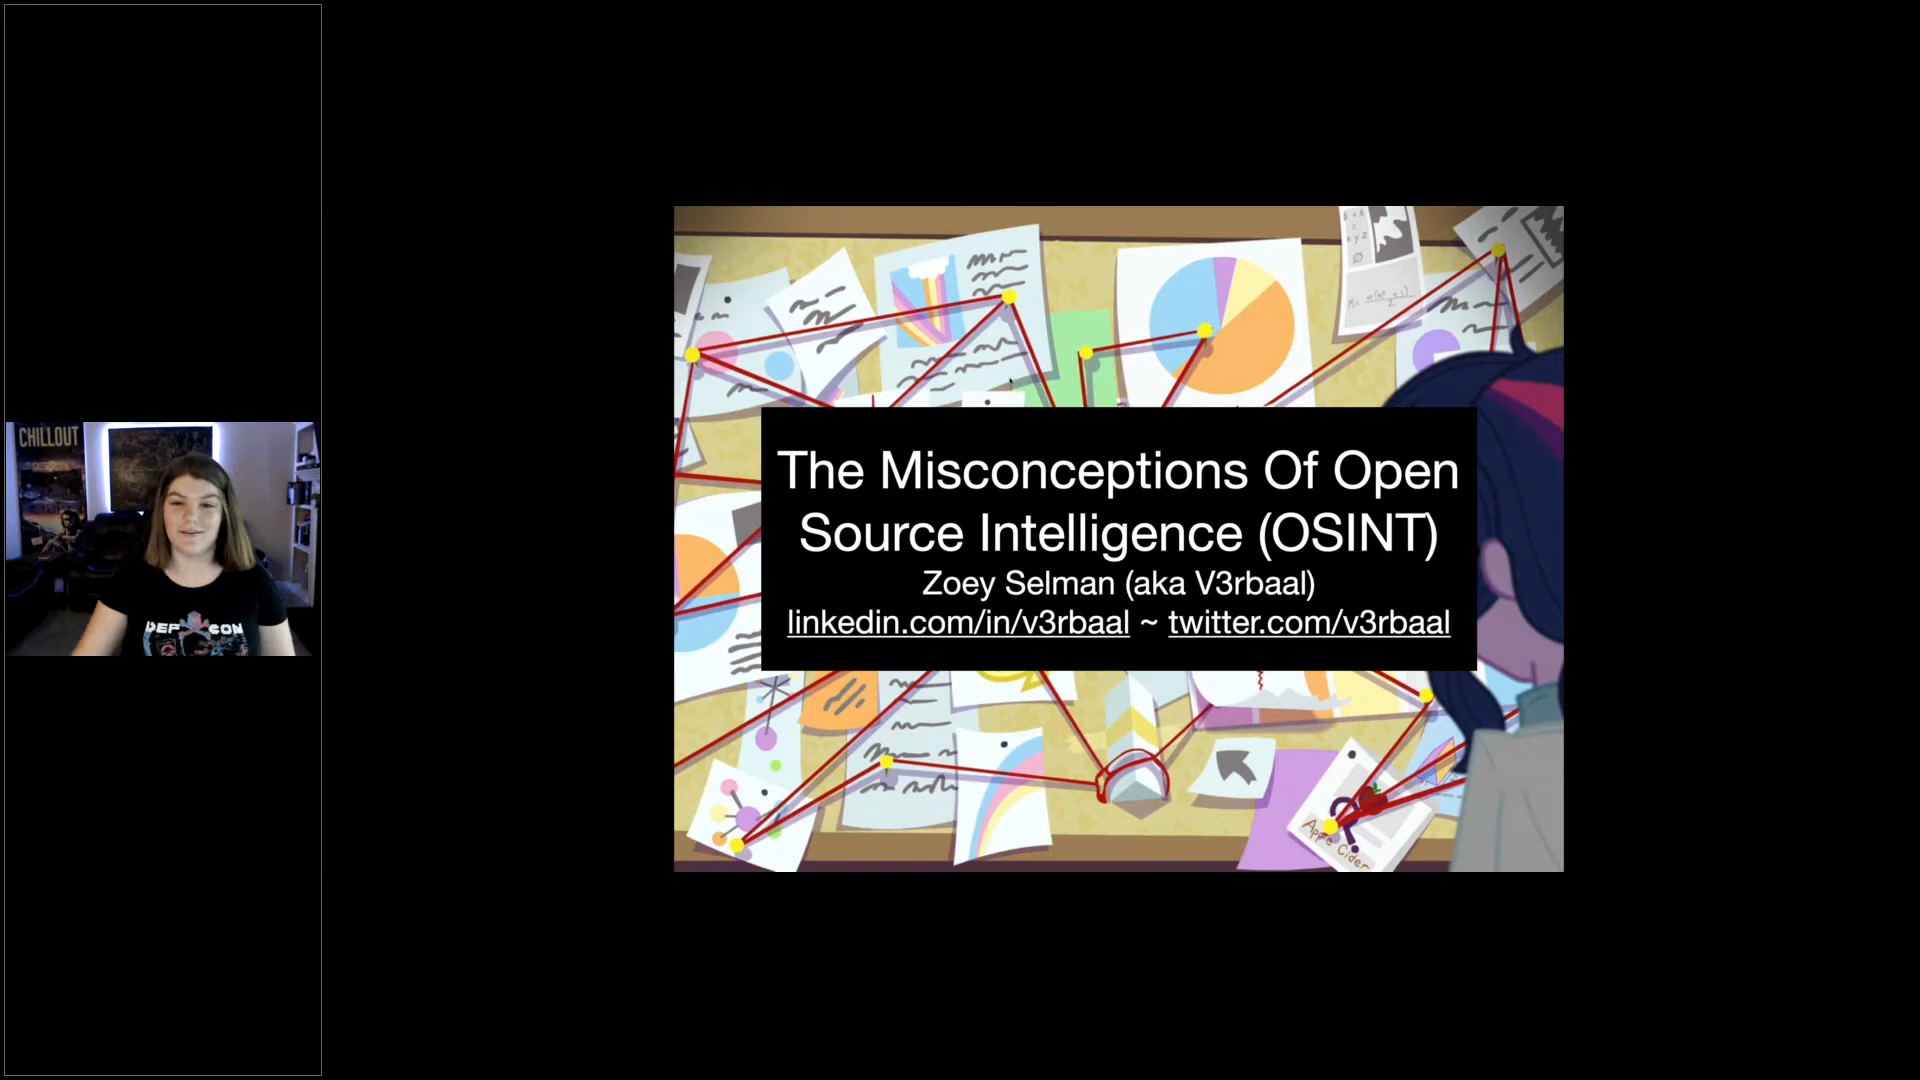 CHILLOUT
DEF CON
B = A
=
x y z
Ø
The Misconceptions Of Open
Source Intelligence (OSINT)
Zoey Selman (aka V3rbaal)
linkedin.com/in/v3rbaal ~ twitter.com/v3rbaal
Apple Cider